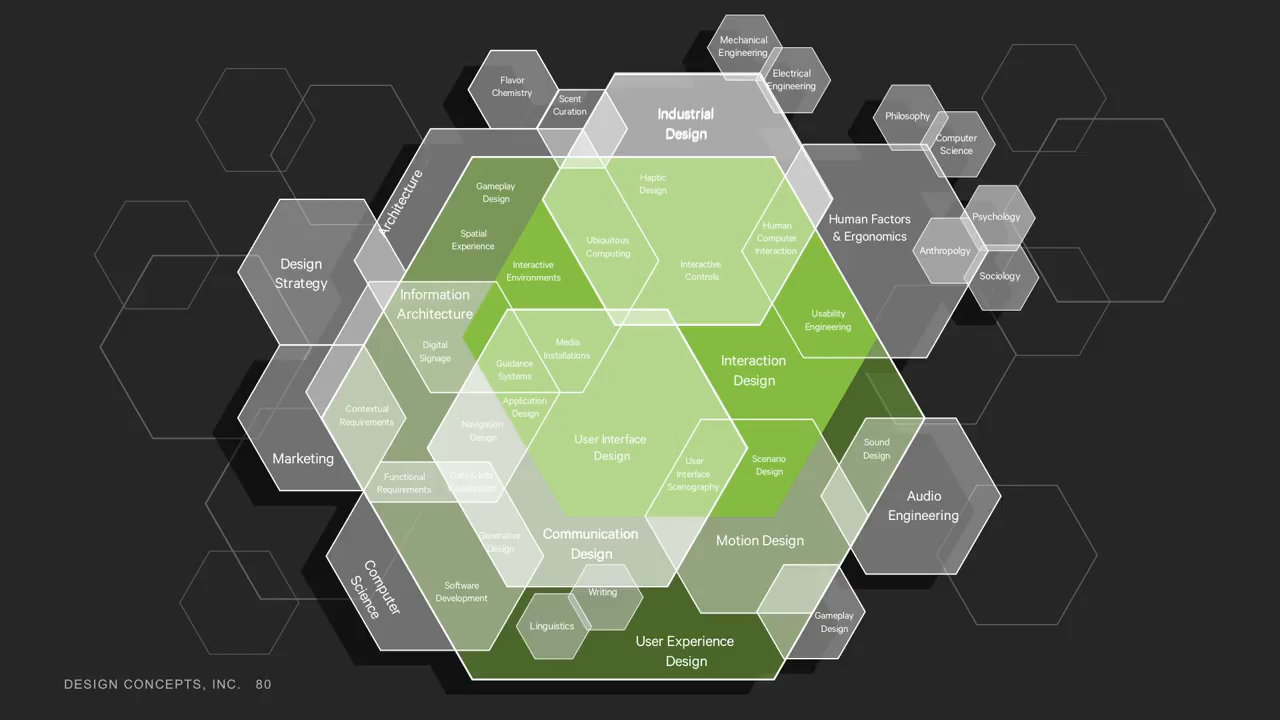 Mechanical
Engineering
Electrical
Engineering
Flavor
Chemistry
Scent
Curation
Industrial
Design
Philosophy
Computer
Science
Architecture
Gameplay
Design
Haptic
Design
Human Factors
& Ergonomics
Psychology
Anthropolgy
Sociology
Spatial
Experience
Ubiquitous
Computing
Human
Computer
Interaction
Design
Strategy
Interactive
Environments
Interactive
Controls
Information
Architecture
Usability
Engineering
Digital
Signage
Media
Installations
Guidance
Systems
Interaction
Design
Contextual
Requirements
Application
Design
Navigation
Design
User Interface
Design
Sound
Design
Marketing
Functional
Requirements
Data & Info
Visualization
User
Interface
Scenography
Scenario
Design
Audio
Engineering
Generative
Design
Communication
Design
Motion Design
Computer
Science
Software
Development
Writing
Linguistics
Gameplay
Design
User Experience
Design
DESIGN CONCEPTS, INC. 80